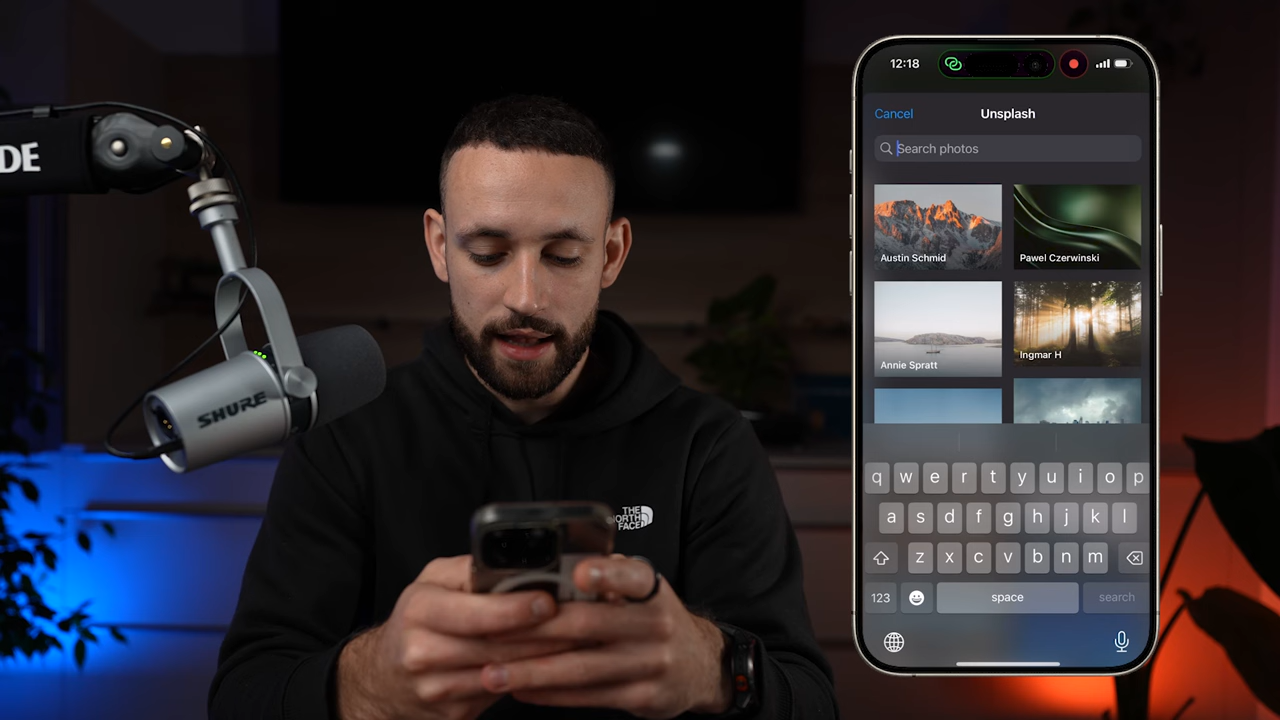 DE
SHURE
THE
NORTH
FACE
12:18
Cancel
Unsplash
Search photos
Austin Schmid
Pawel Czerwinski
Annie Spratt
Ingmar H
q w e r t y u i o p
a s d f g h j k l
z x c v b n m
123
space
search